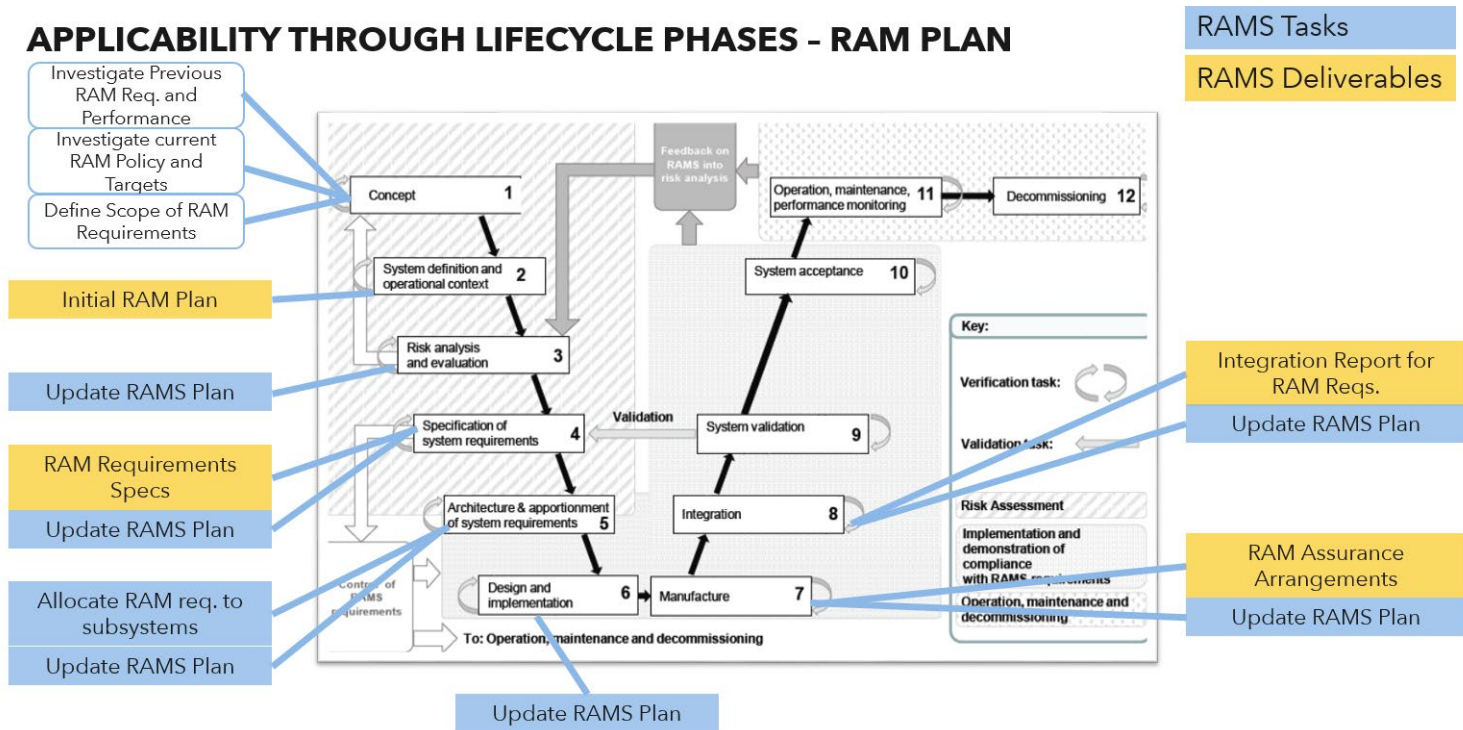 APPLICABILITY THROUGH LIFECYCLE PHASES – RAM PLAN
RAMS Tasks
RAMS Deliverables
Investigate Previous
RAM Req. and
Performance
Investigate current
RAM Policy and
Targets
Define Scope of RAM
Requirements
Initial RAM Plan
Update RAMS Plan
RAM Requirements
Specs
Update RAMS Plan
Allocate RAM req. to
subsystems
Update RAMS Plan
Concept 1
System definition and
operational context 2
Risk analysis
and evaluation 3
Specification of
system requirements 4
Architecture & apportionment
of system requirements 5
Design and
implementation 6
Manufacture 7
Integration 8
System validation 9
System acceptance 10
Operation, maintenance,
performance monitoring 11
Decommissioning 12
Feedback on
RAMS into
risk analysis
Validation
Control of
RAMS
requirements
To: Operation, maintenance and decommissioning
Key:
Verification task:
Validation task:
Risk Assessment
Implementation and
demonstration of
compliance
with RAMS requirements
Operation, maintenance and
decommissioning
Integration Report for
RAM Reqs.
Update RAMS Plan
RAM Assurance
Arrangements
Update RAMS Plan
Update RAMS Plan